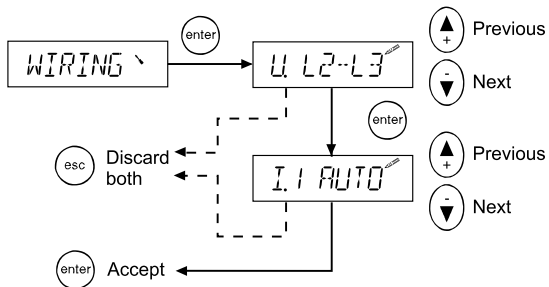 enter
+
Previous
WIRING
U. L2-L3
-
Next
enter
esc
Discard
both
I.1 AUTO
+
Previous
-
Next
enter
Accept